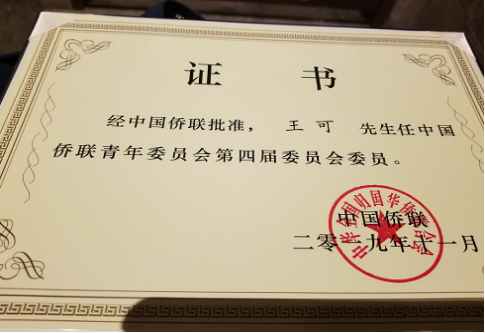 证 书
经中国侨联批准， 王 可 先生任中国
侨联青年委员会第四届委员会委员。
中国侨联
二零一九年十一月